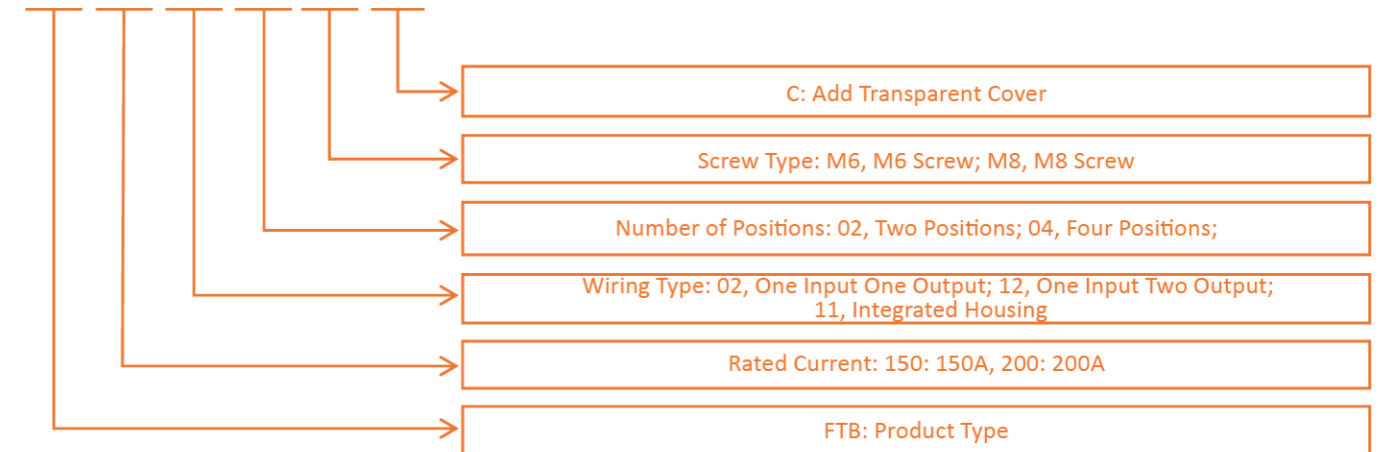 C: Add Transparent Cover
Screw Type: M6, M6 Screw; M8, M8 Screw
Number of Positions: 02, Two Positions; 04, Four Positions;
Wiring Type: 02, One Input One Output; 12, One Input Two Output;
11, Integrated Housing
Rated Current: 150: 150A, 200: 200A
FTB: Product Type